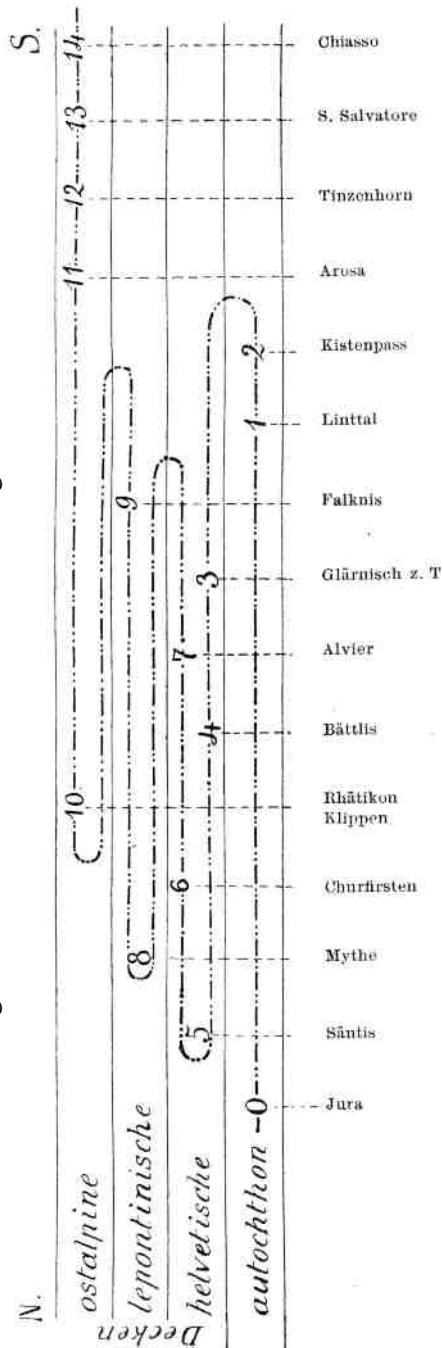 S.
N.
ostalpine
lepontinische
helvetische
autochthon
Decken
14
13
12
11
10
9
8
7
6
5
4
3
2
1
0
Chiasso
S. Salvatore
Tinzenhorn
Arosa
Kistenpass
Linttal
Falknis
Glärnisch z. T
Alvier
Bättlis
Rhätikon
Klippen
Churfirsten
Mythe
Säntis
Jura